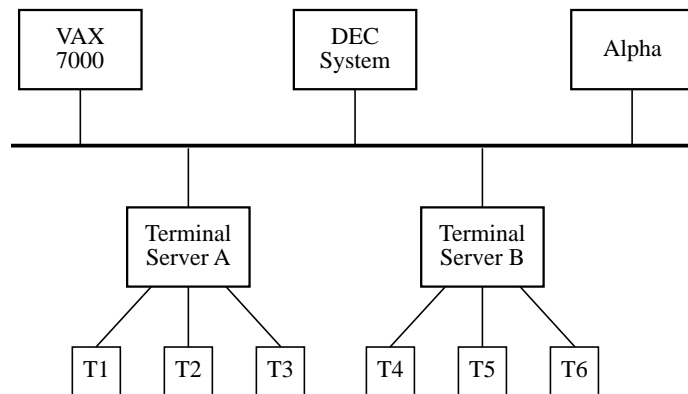 VAX
7000
DEC
System
Alpha
Terminal
Server A
Terminal
Server B
T1
T2
T3
T4
T5
T6